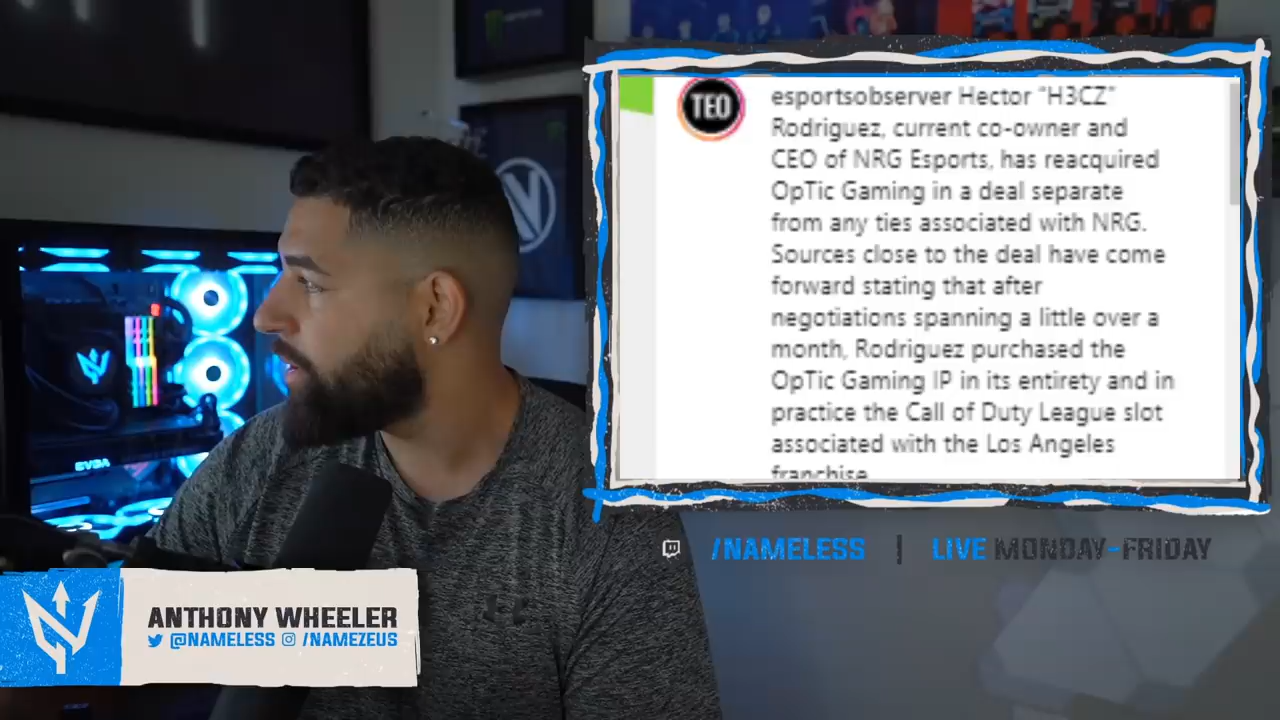 TEO
esportsobserver Hector "H3CZ"
Rodriguez, current co-owner and
CEO of NRG Esports, has reacquired
OpTic Gaming in a deal separate
from any ties associated with NRG.
Sources close to the deal have come
forward stating that after
negotiations spanning a little over a
month, Rodriguez purchased the
OpTic Gaming IP in its entirety and in
practice the Call of Duty League slot
associated with the Los Angeles
franchise
/NAMELESS | LIVE MONDAY-FRIDAY
EVGA
ANTHONY WHEELER
@NAMELESS /NAMEZEUS